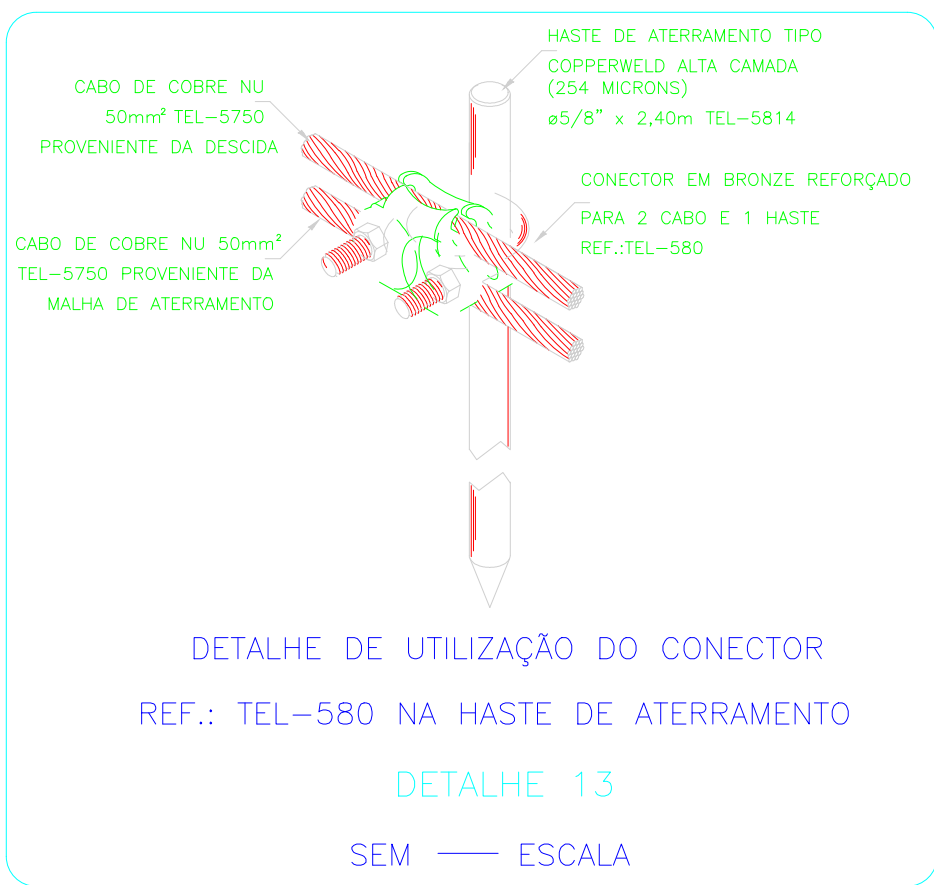 HASTE DE ATERRAMENTO TIPO
COPPERWELD ALTA CAMADA
(254 MICRONS)
ø5/8" x 2,40m TEL-5814
CABO DE COBRE NU
50mm² TEL-5750
PROVENIENTE DA DESCIDA
CONECTOR EM BRONZE REFORÇADO
PARA 2 CABO E 1 HASTE
REF.:TEL-580
CABO DE COBRE NU 50mm²
TEL-5750 PROVENIENTE DA
MALHA DE ATERRAMENTO
DETALHE DE UTILIZAÇÃO DO CONECTOR
REF.: TEL-580 NA HASTE DE ATERRAMENTO
DETALHE 13
SEM — ESCALA